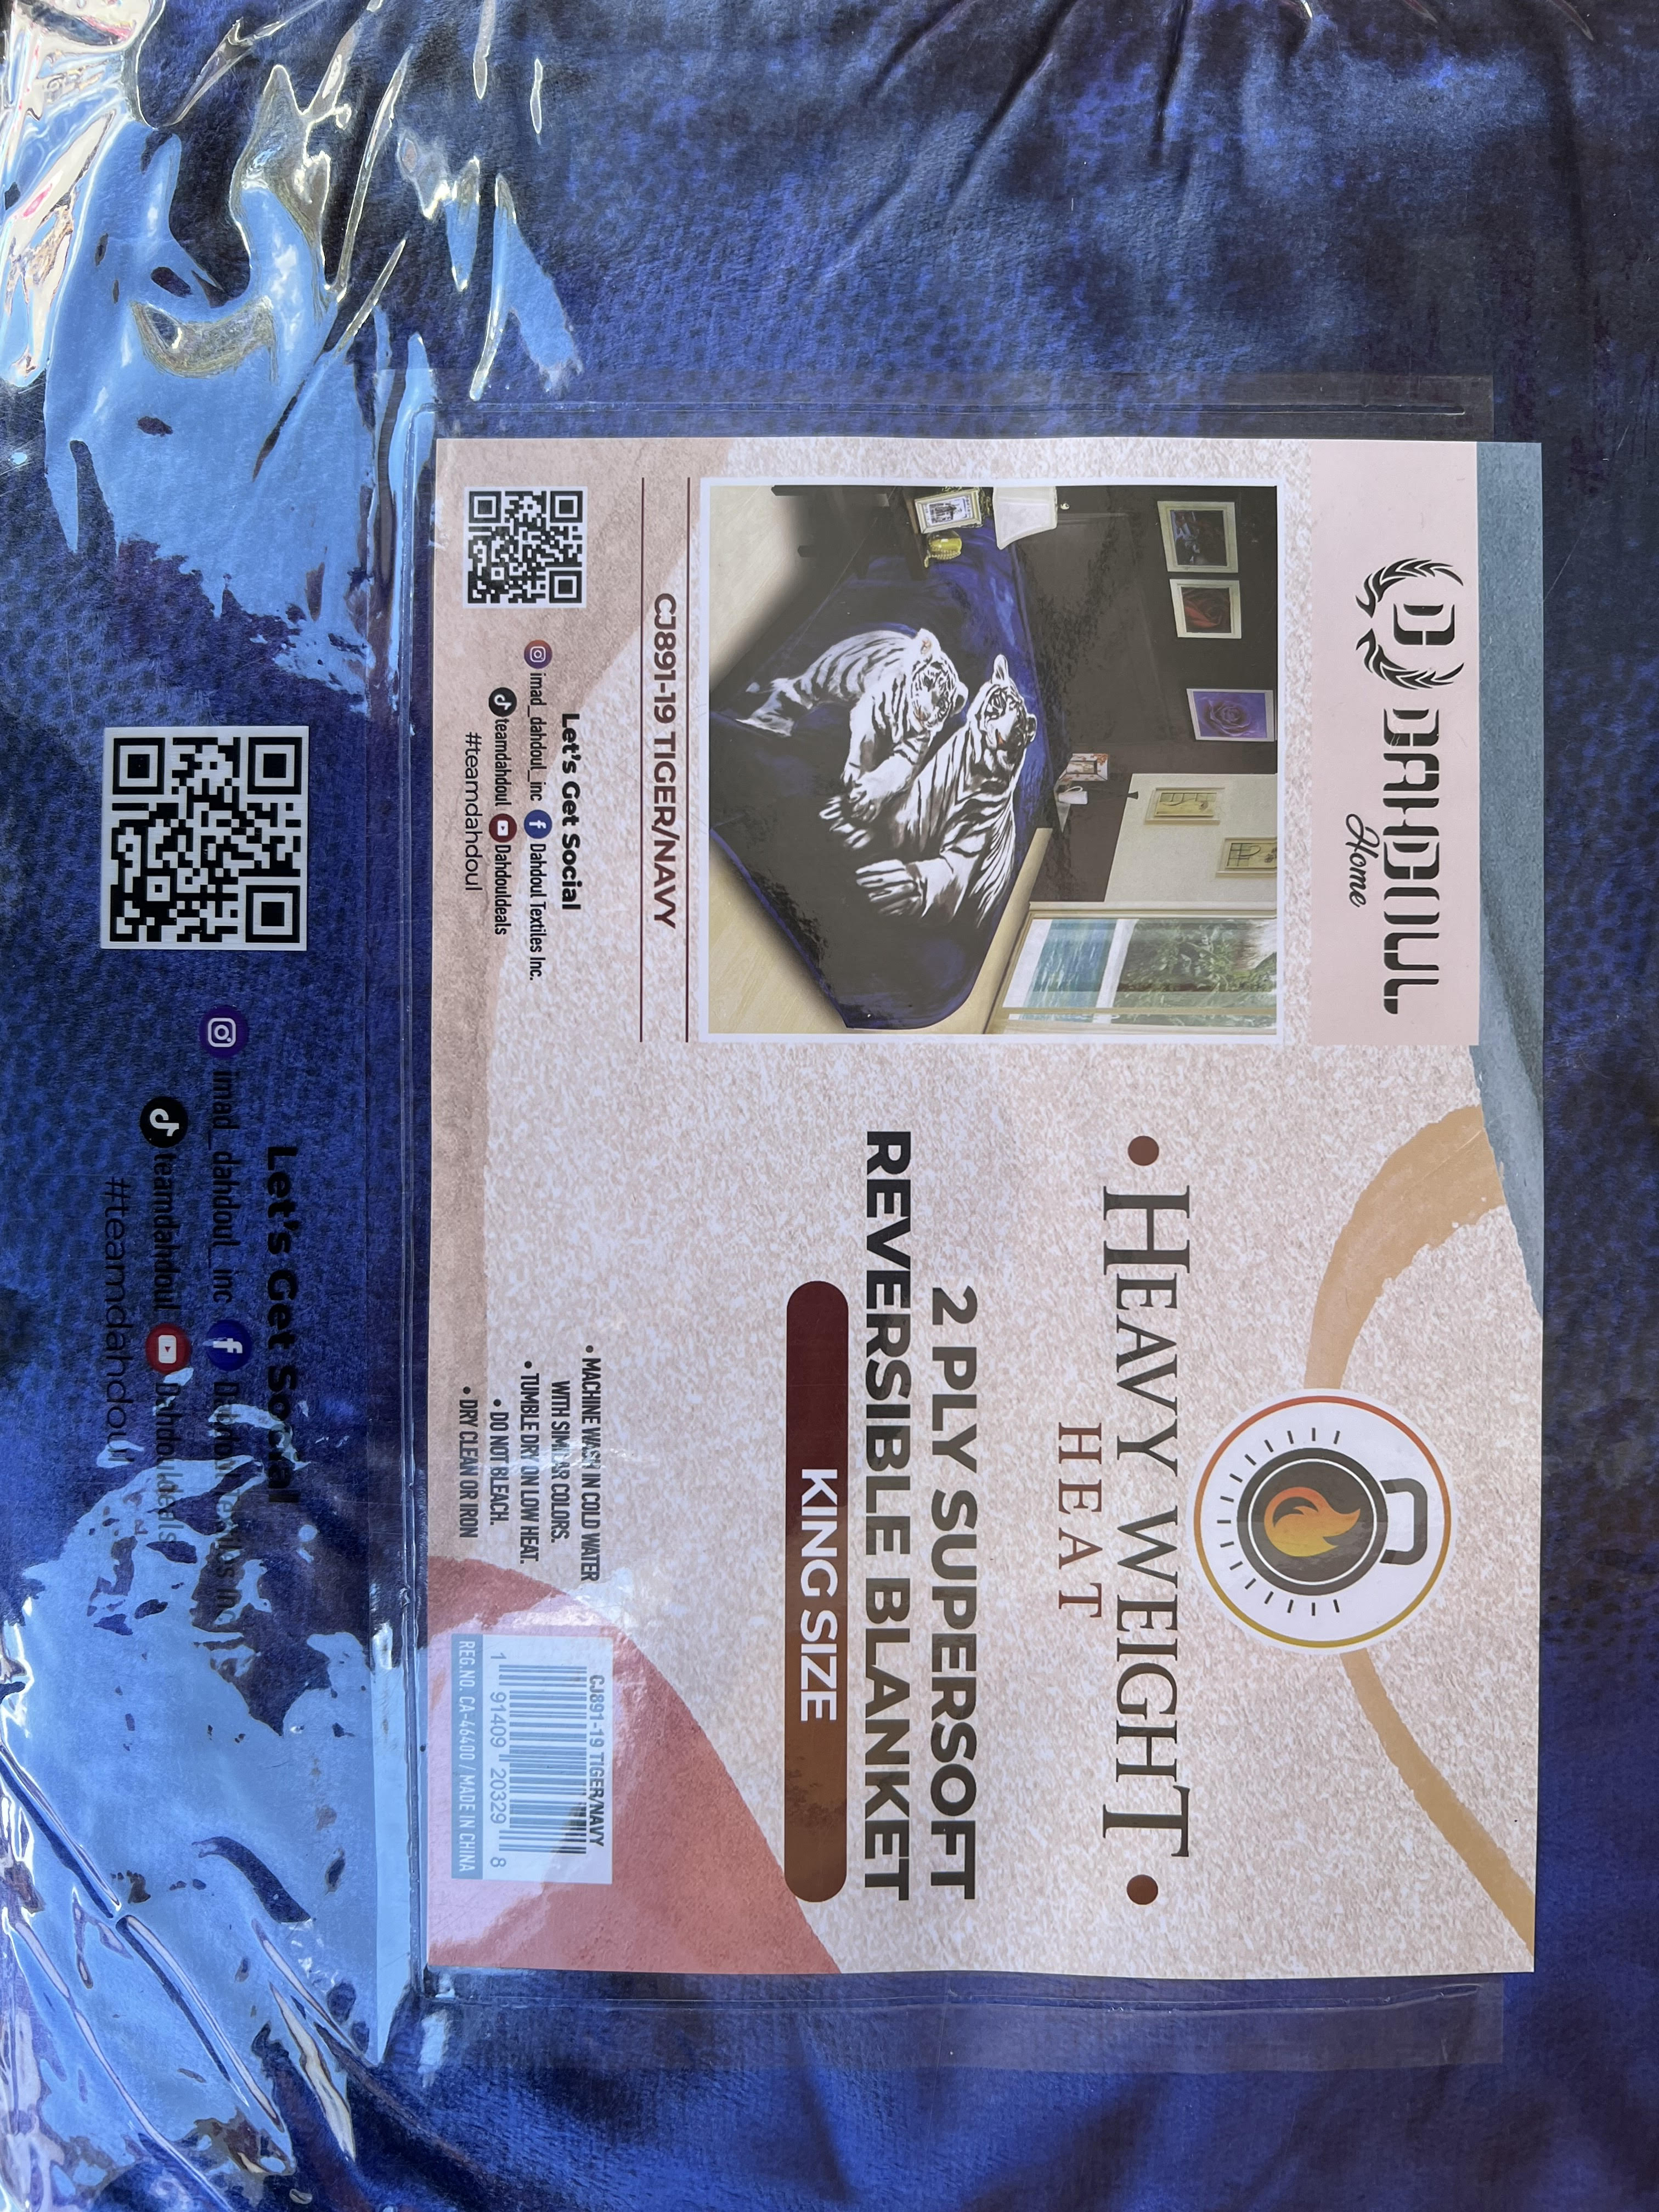 D DAHDOUL
Home
HEAVY WEIGHT
HEAT
2 PLY SUPERSOFT
REVERSIBLE BLANKET
KING SIZE
CJ891-19 TIGER/NAVY
Let's Get Social
imad_dahdoul_inc Dahdoul Textiles Inc.
teamdahdoul Dahdouldeals
#teamdahdoul
• MACHINE WASH IN COLD WATER
WITH SIMILAR COLORS.
• TUMBLE DRY ON LOW HEAT.
• DO NOT BLEACH.
• DRY CLEAN OR IRON
CJ891-19 TIGER/NAVY
1 91409 20329 8
REG.NO. CA-46400 / MADE IN CHINA
Let's Get Social
imad_dahdoul_inc Dahdoul Textiles Inc.
teamdahdoul Dahdouldeals
#teamdahdoul